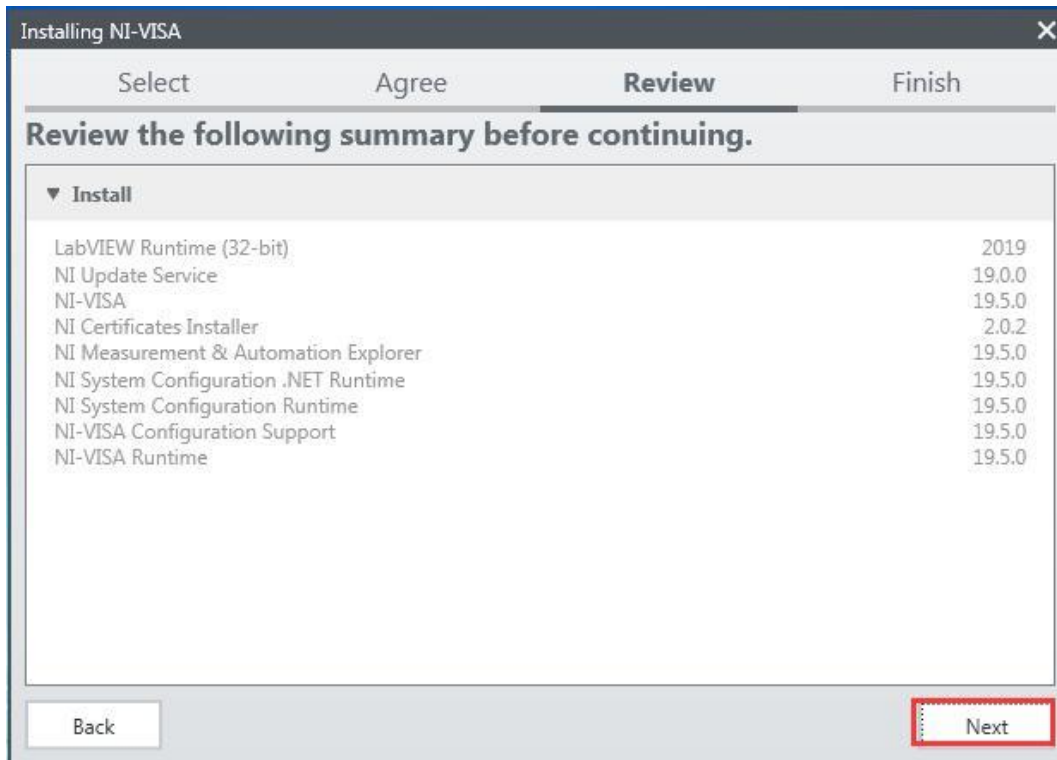 Installing NI-VISA
Select Agree Review Finish
Review the following summary before continuing.
Install
LabVIEW Runtime (32-bit) 2019
NI Update Service 19.0.0
NI-VISA 19.5.0
NI Certificates Installer 2.0.2
NI Measurement & Automation Explorer 19.5.0
NI System Configuration .NET Runtime 19.5.0
NI System Configuration Runtime 19.5.0
NI-VISA Configuration Support 19.5.0
NI-VISA Runtime 19.5.0
Back Next